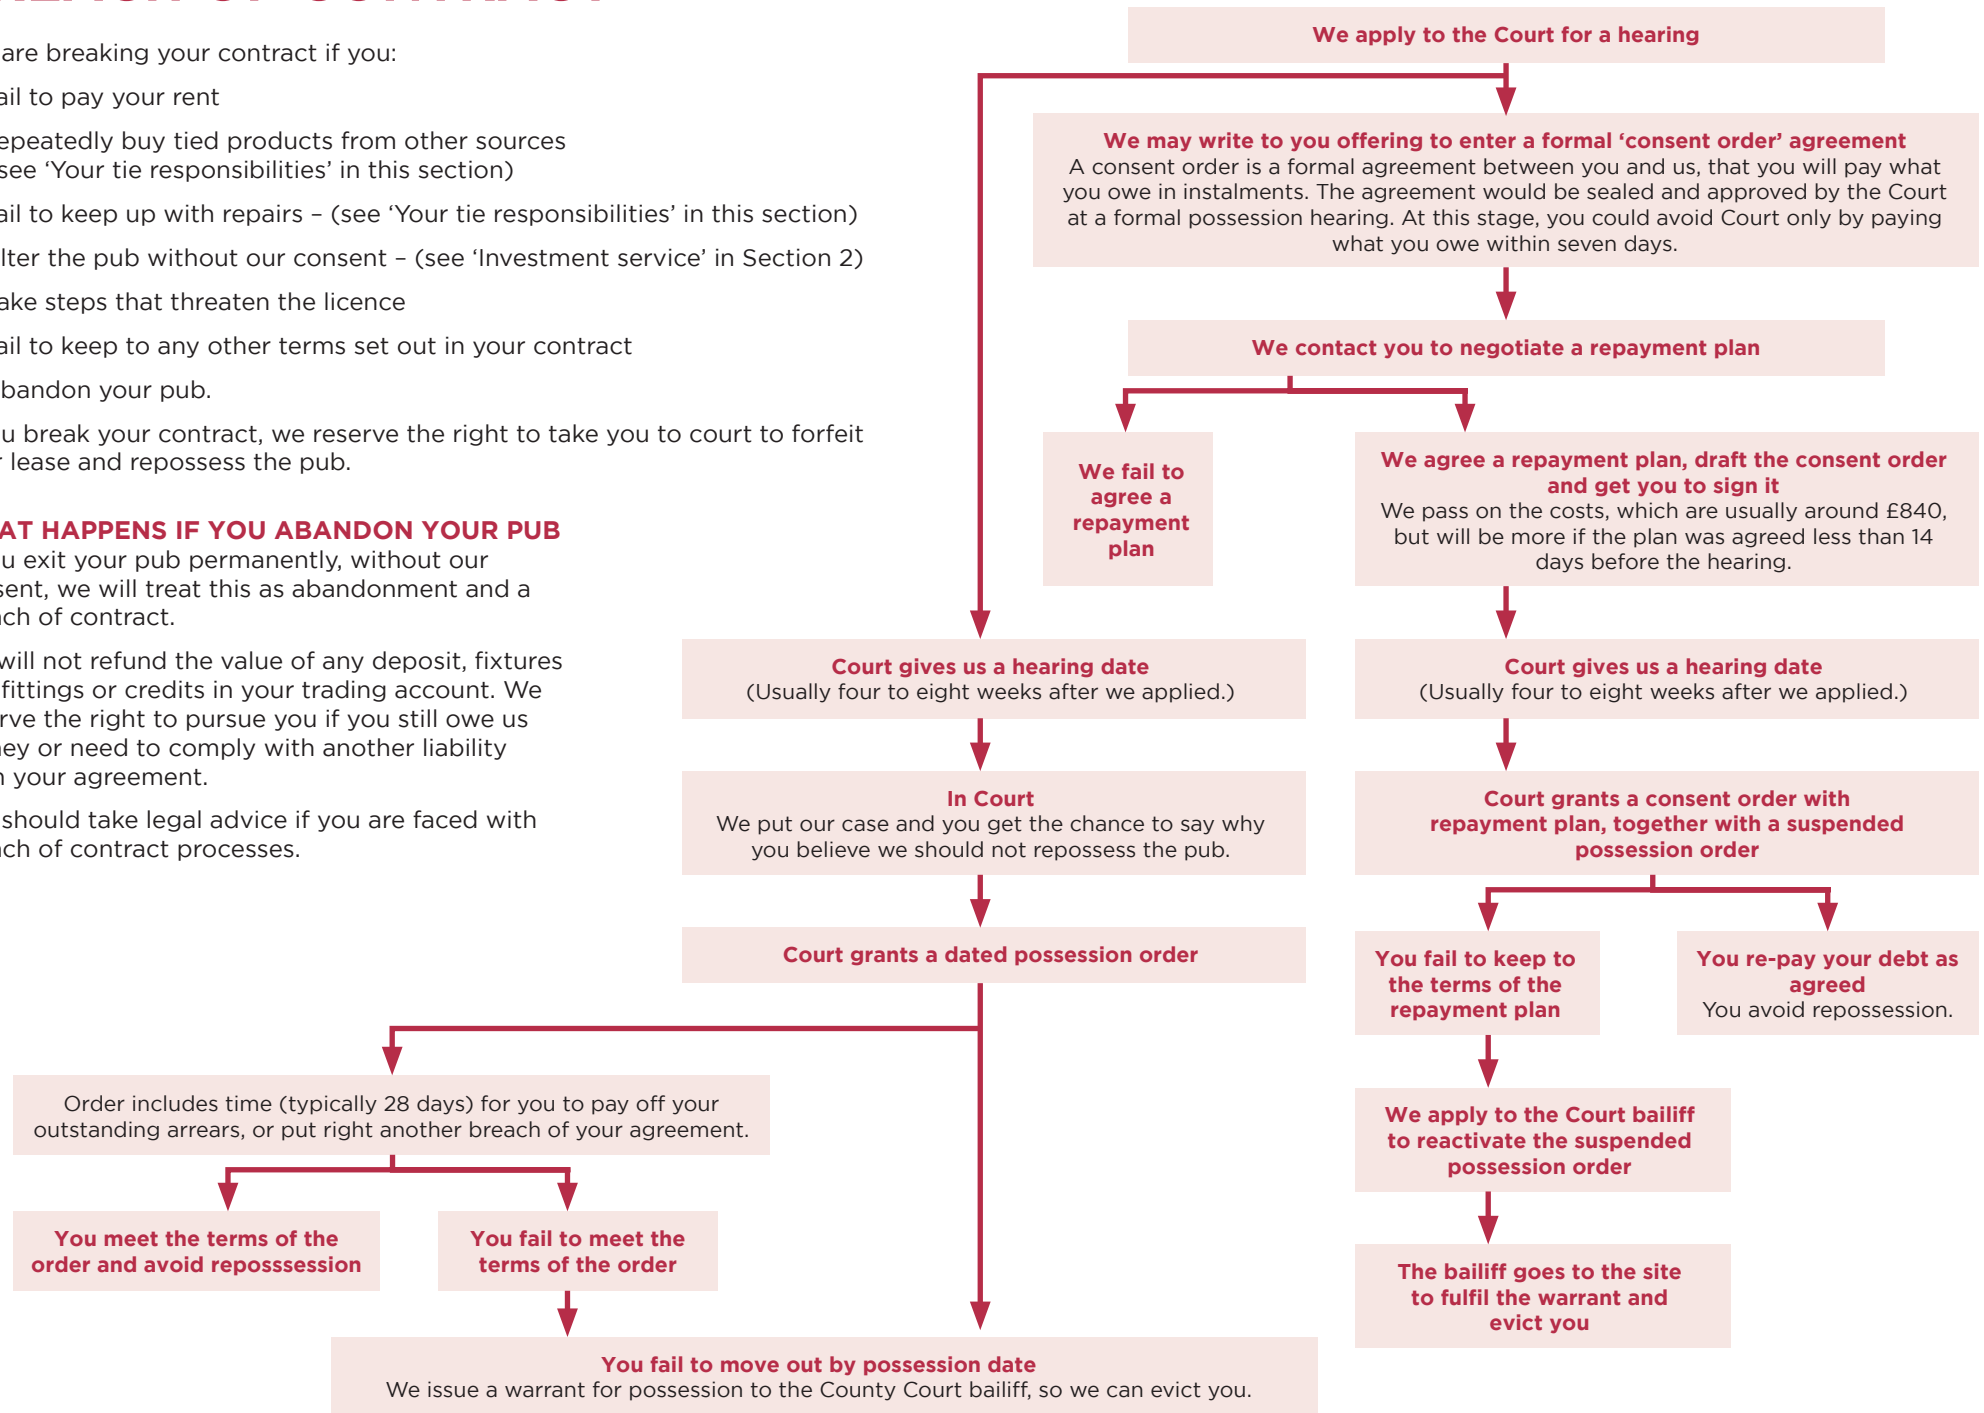 are breaking your contract if you:
ail to pay your rent
epeatedly buy tied products from other sources
see ‘Your tie responsibilities’ in this section)
ail to keep up with repairs – (see ‘Your tie responsibilities’ in this section)
lter the pub without our consent – (see ‘Investment service’ in Section 2)
ake steps that threaten the licence
ail to keep to any other terms set out in your contract
bandon your pub.
u break your contract, we reserve the right to take you to court to forfeit
r lease and repossess the pub.
AT HAPPENS IF YOU ABANDON YOUR PUB
u exit your pub permanently, without our
sent, we will treat this as abandonment and a
ach of contract.
will not refund the value of any deposit, fixtures
fittings or credits in your trading account. We
rve the right to pursue you if you still owe us
ney or need to comply with another liability
n your agreement.
should take legal advice if you are faced with
ach of contract processes.
We apply to the Court for a hearing
We may write to you offering to enter a formal ‘consent order’ agreement
A consent order is a formal agreement between you and us, that you will pay what
you owe in instalments. The agreement would be sealed and approved by the Court
at a formal possession hearing. At this stage, you could avoid Court only by paying
what you owe within seven days.
We contact you to negotiate a repayment plan
We fail to
agree a
repayment
plan
We agree a repayment plan, draft the consent order
and get you to sign it
We pass on the costs, which are usually around £840,
but will be more if the plan was agreed less than 14
days before the hearing.
Court gives us a hearing date
(Usually four to eight weeks after we applied.)
Court gives us a hearing date
(Usually four to eight weeks after we applied.)
In Court
We put our case and you get the chance to say why
you believe we should not repossess the pub.
Court grants a consent order with
repayment plan, together with a suspended
possession order
Court grants a dated possession order
You fail to keep to
the terms of the
repayment plan
You re-pay your debt as
agreed
You avoid repossession.
Order includes time (typically 28 days) for you to pay off your
outstanding arrears, or put right another breach of your agreement.
We apply to the Court bailiff
to reactivate the suspended
possession order
You meet the terms of the
order and avoid reposssession
You fail to meet the
terms of the order
The bailiff goes to the site
to fulfil the warrant and
evict you
You fail to move out by possession date
We issue a warrant for possession to the County Court bailiff, so we can evict you.